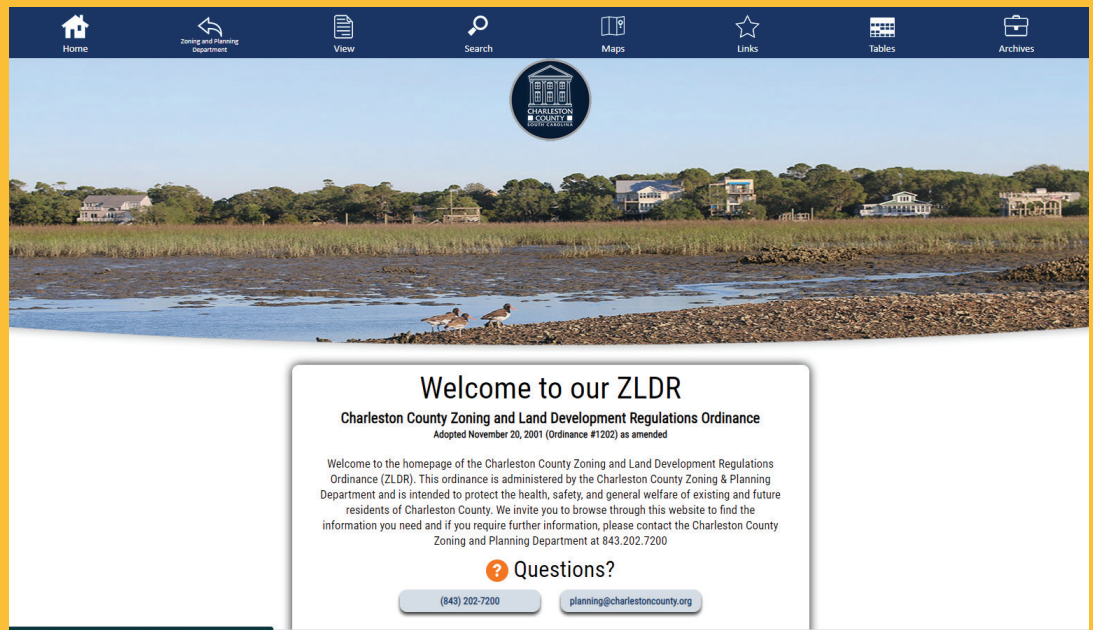 Home
Zoning and Planning
Department
View
Search
Maps
Links
Tables
Archives
CHARLESTON
COUNTY
SOUTH CAROLINA
Welcome to our ZLDR
Charleston County Zoning and Land Development Regulations Ordinance
Adopted November 20, 2001 (Ordinance #1202) as amended
Welcome to the homepage of the Charleston County Zoning and Land Development Regulations
Ordinance (ZLDR). This ordinance is administered by the Charleston County Zoning & Planning
Department and is intended to protect the health, safety, and general welfare of existing and future
residents of Charleston County. We invite you to browse through this website to find the
information you need and if you require further information, please contact the Charleston County
Zoning and Planning Department at 843.202.7200
? Questions?
(843) 202-7200
planning@charlestoncounty.org